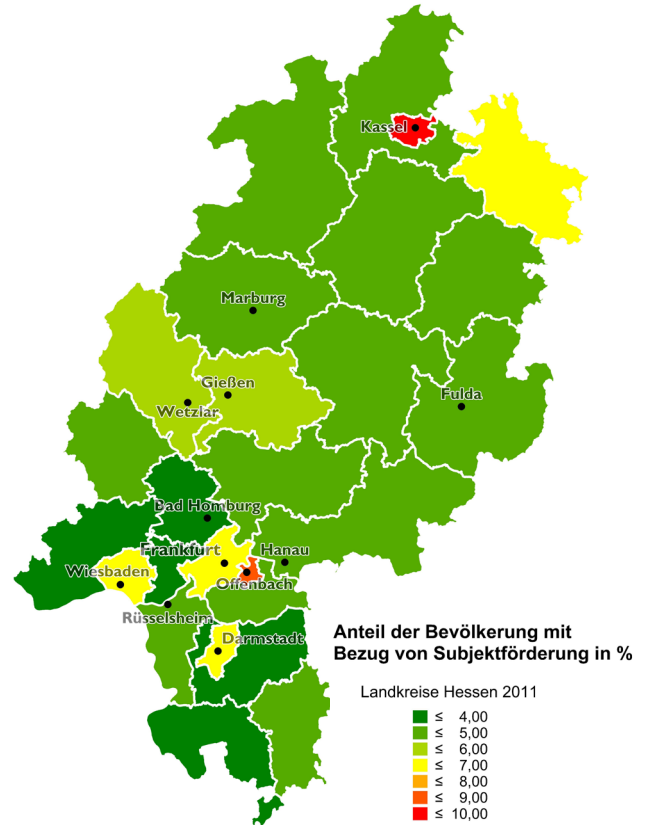 Kassel
Marburg
Gießen
Wetzlar
Fulda
Bad Homburg
Frankfurt
Hanau
Wiesbaden
Offenbach
Rüsselsheim
Darmstadt
Anteil der Bevölkerung mit
Bezug von Subjektförderung in %
Landkreise Hessen 2011
≤ 4,00
≤ 5,00
≤ 6,00
≤ 7,00
≤ 8,00
≤ 9,00
≤ 10,00